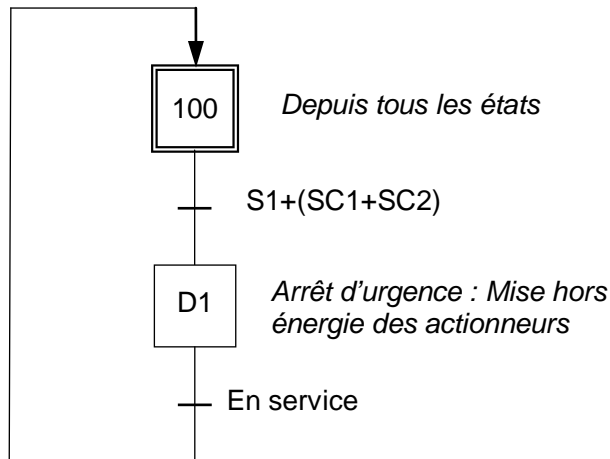 100
Depuis tous les états
S1+(SC1+SC2)
D1
Arrêt d’urgence : Mise hors
énergie des actionneurs
En service